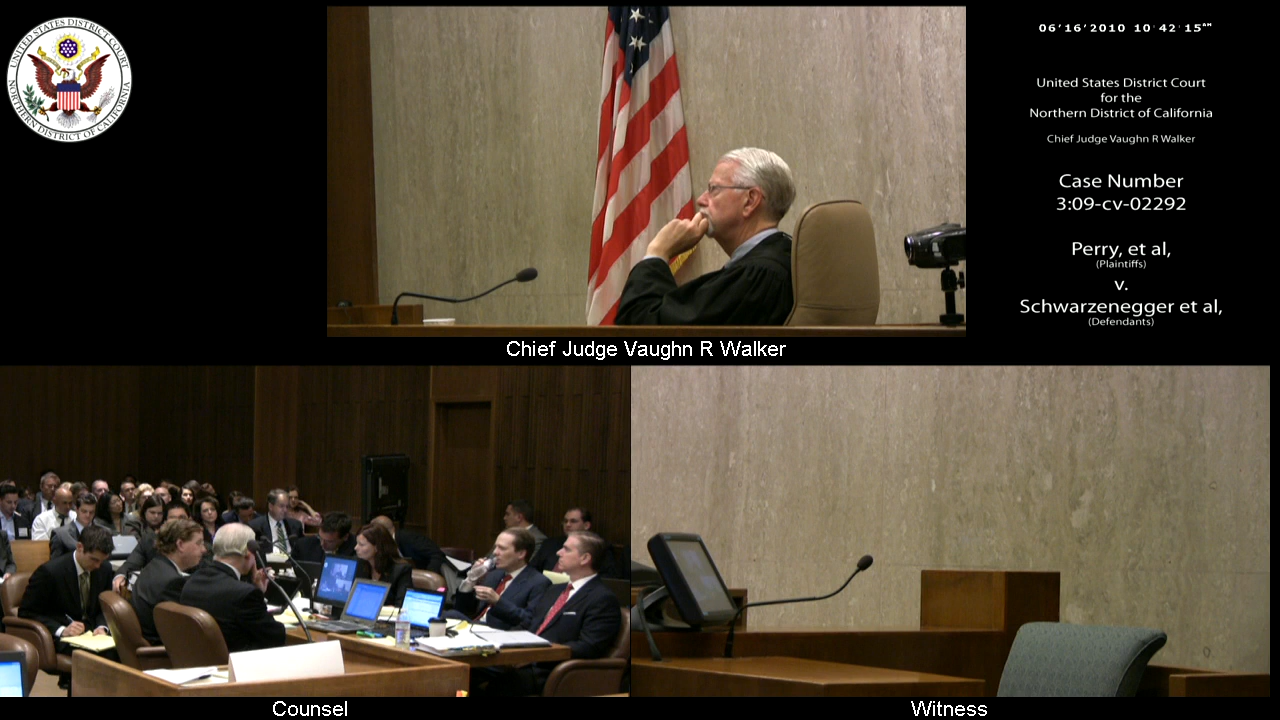 UNITED STATES DISTRICT COURT
NORTHERN DISTRICT OF CALIFORNIA
06'16'2010 10'42'15AM
United States District Court
for the
Northern District of California
Chief Judge Vaughn R Walker
Case Number
3:09-cv-02292
Perry, et al,
(Plaintiffs)
v.
Schwarzenegger et al,
(Defendants)
Chief Judge Vaughn R Walker
Counsel
Witness